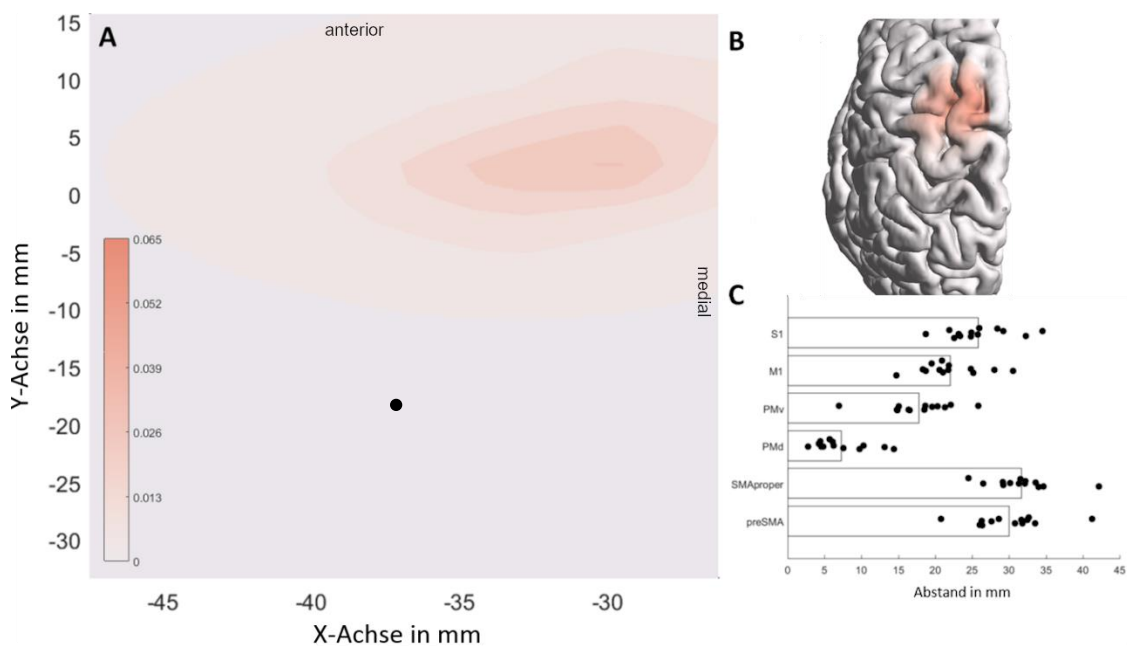 A
anterior
15
10
5
0
-5
-10
-15
-20
-25
-30
Y-Achse in mm
0.065
0.052
0.039
0.026
0.013
0
medial
-45
-40
-35
-30
X-Achse in mm
B
C
S1
M1
PMv
PMd
SMAproper
preSMA
0 5 10 15 20 25 30 35 40 45
Abstand in mm